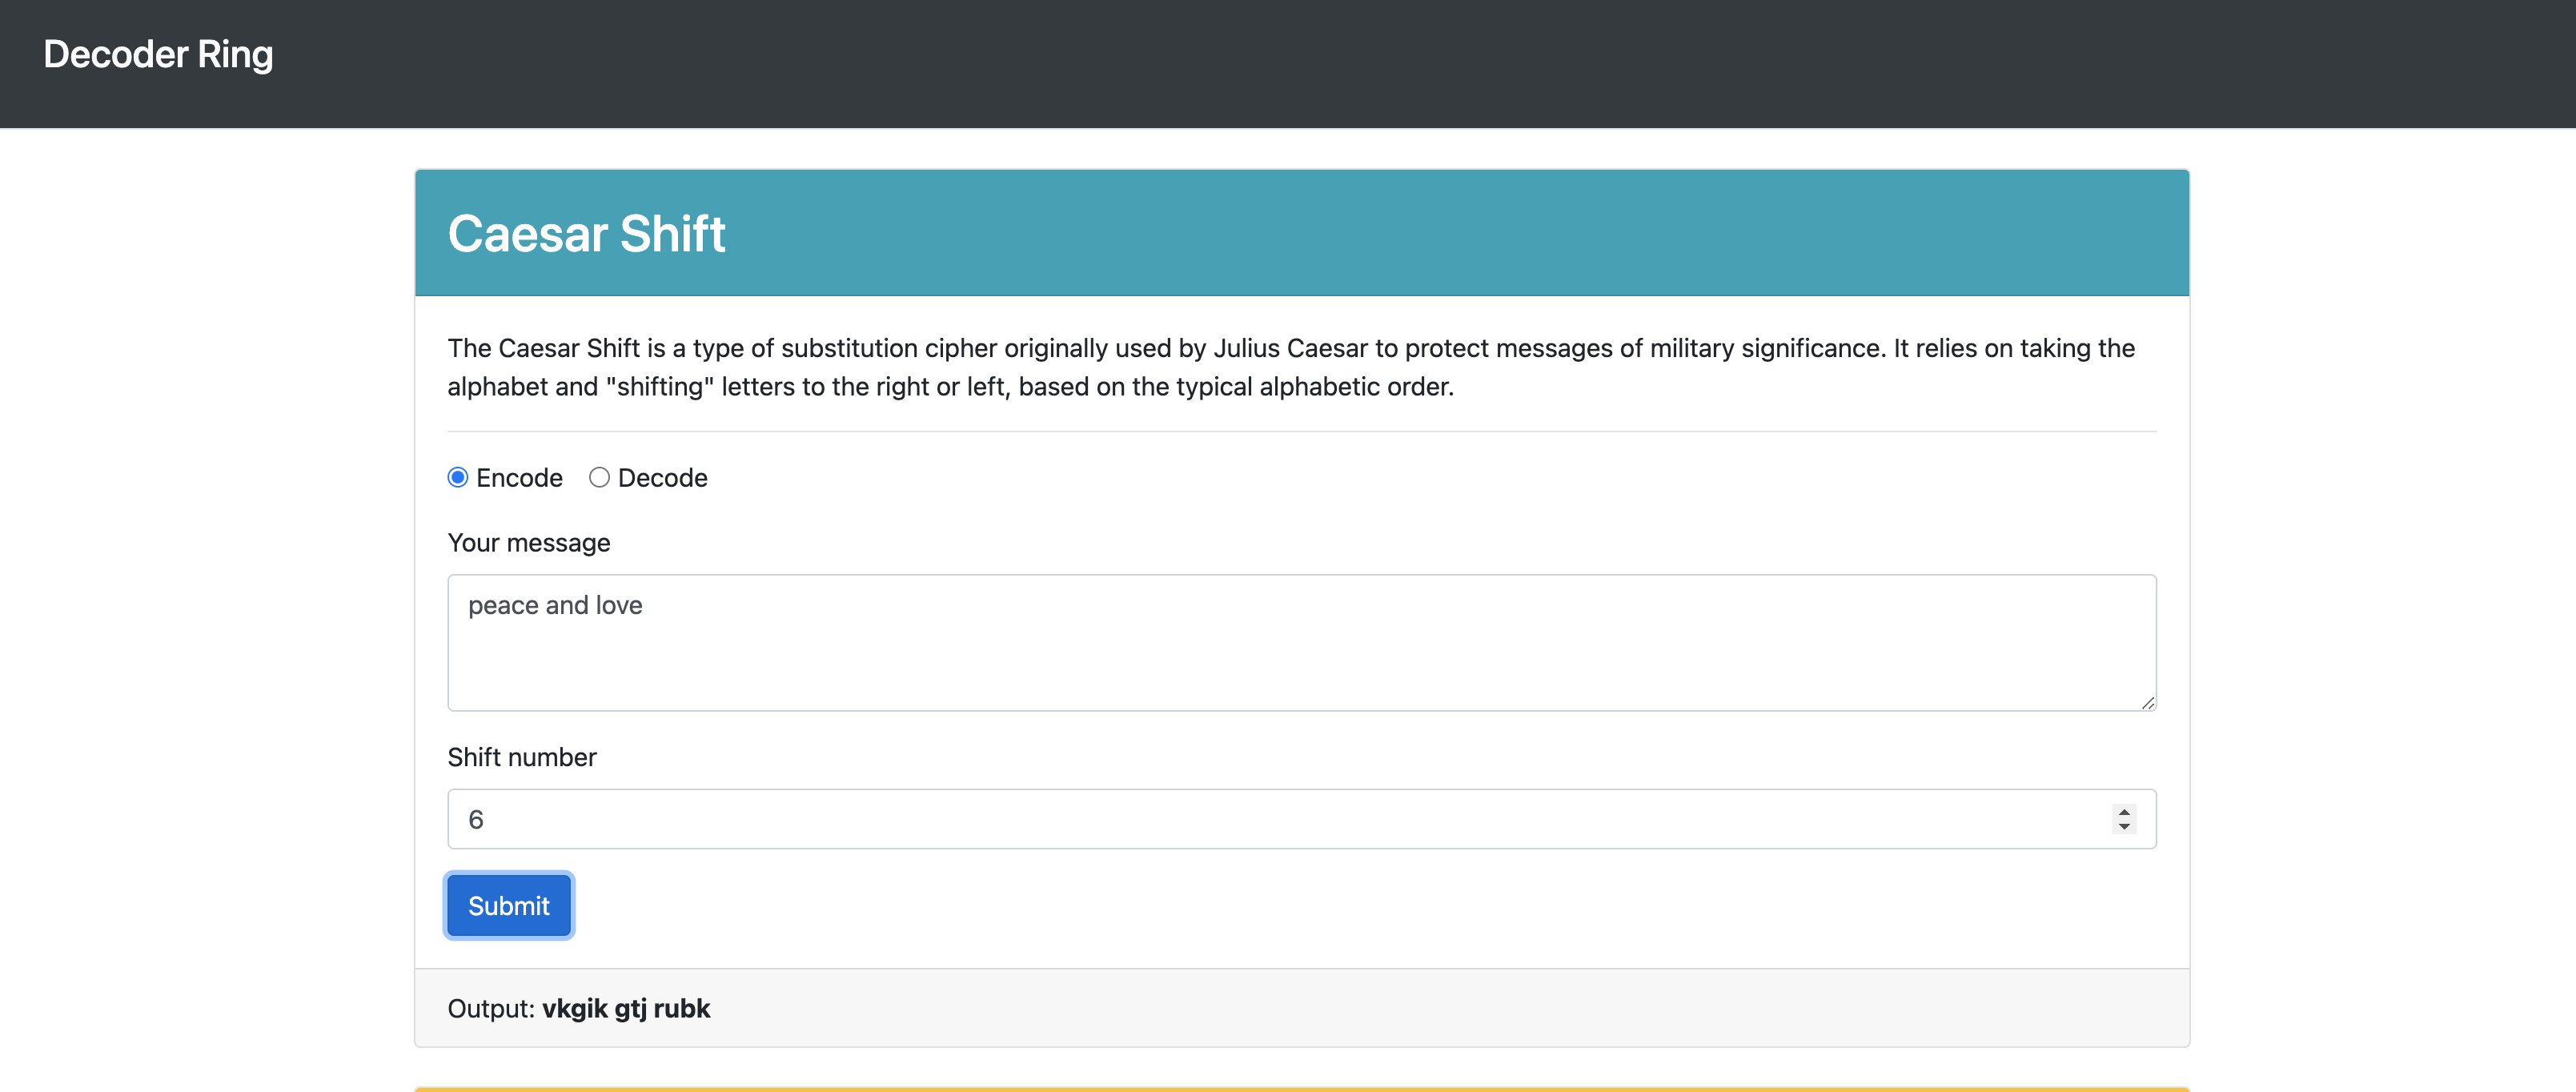 Decoder Ring
Caesar Shift
The Caesar Shift is a type of substitution cipher originally used by Julius Caesar to protect messages of military significance. It relies on taking the
alphabet and "shifting" letters to the right or left, based on the typical alphabetic order.
Encode Decode
Your message
peace and love
Shift number
6
Submit
Output: vkgik gtj rubk